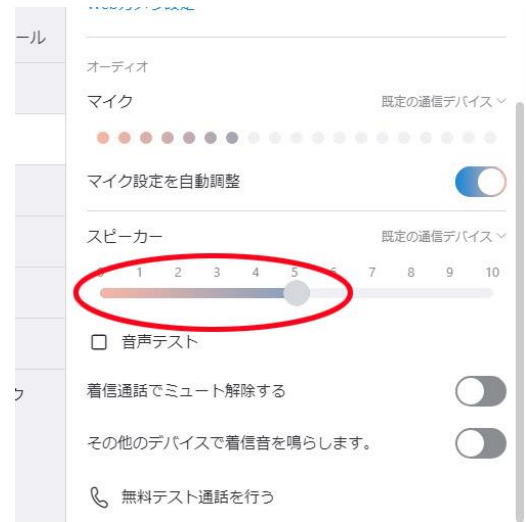 ール
オーディオ
マイク 既定の通信デバイス
マイク設定を自動調整
スピーカー 既定の通信デバイス
0 1 2 3 4 5 6 7 8 9 10
音声テスト
着信通話でミュート解除する
ク
その他のデバイスで着信音を鳴らします。
無料テスト通話を行う